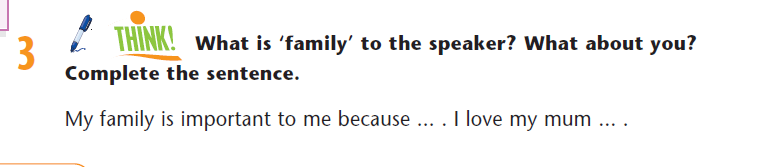 3 THINK! What is ‘family’ to the speaker? What about you?
Complete the sentence.
My family is important to me because ... . I love my mum ... .